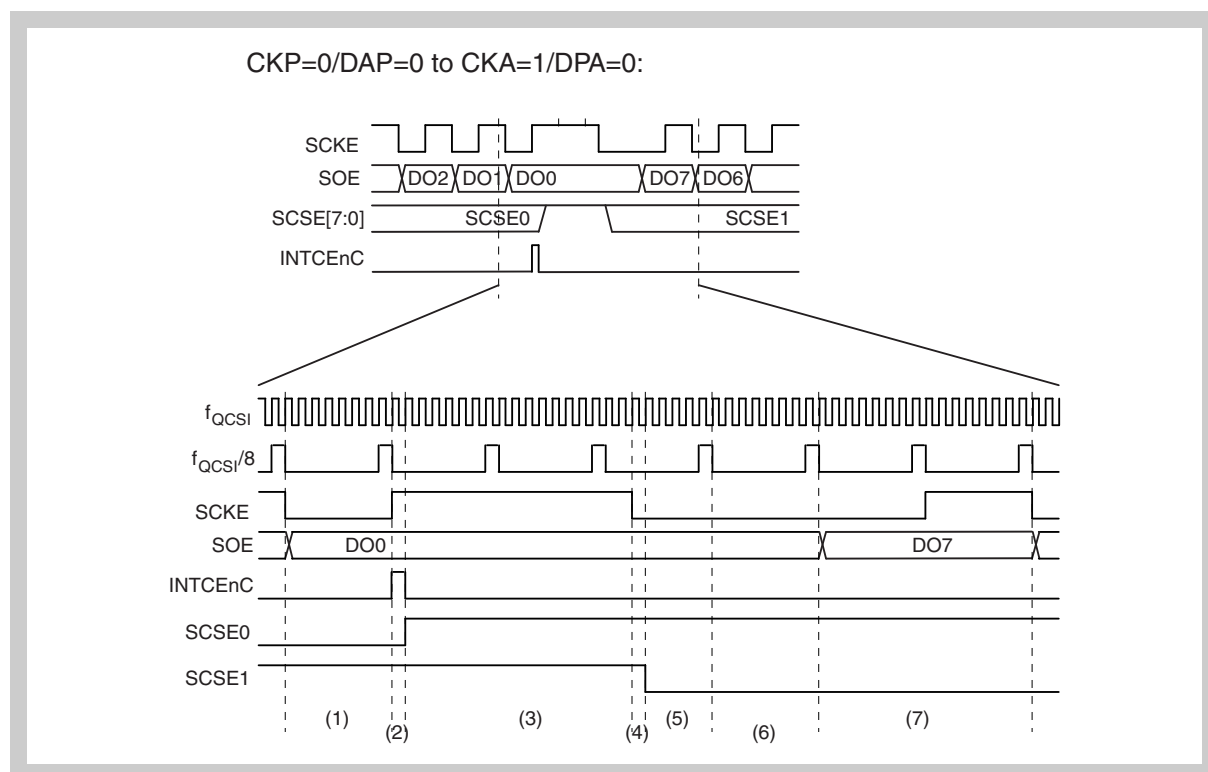 CKP=0/DAP=0 to CKA=1/DPA=0:
SCKE
SOE DO2 DO1 DO0 DO7 DO6
SCSE[7:0] SCSE0 SCSE1
INTCEnC
fQCSI
fQCSI/8
SCKE
SOE DO0 DO7
INTCEnC
SCSE0
SCSE1
(1) (2) (3) (4) (5) (6) (7)